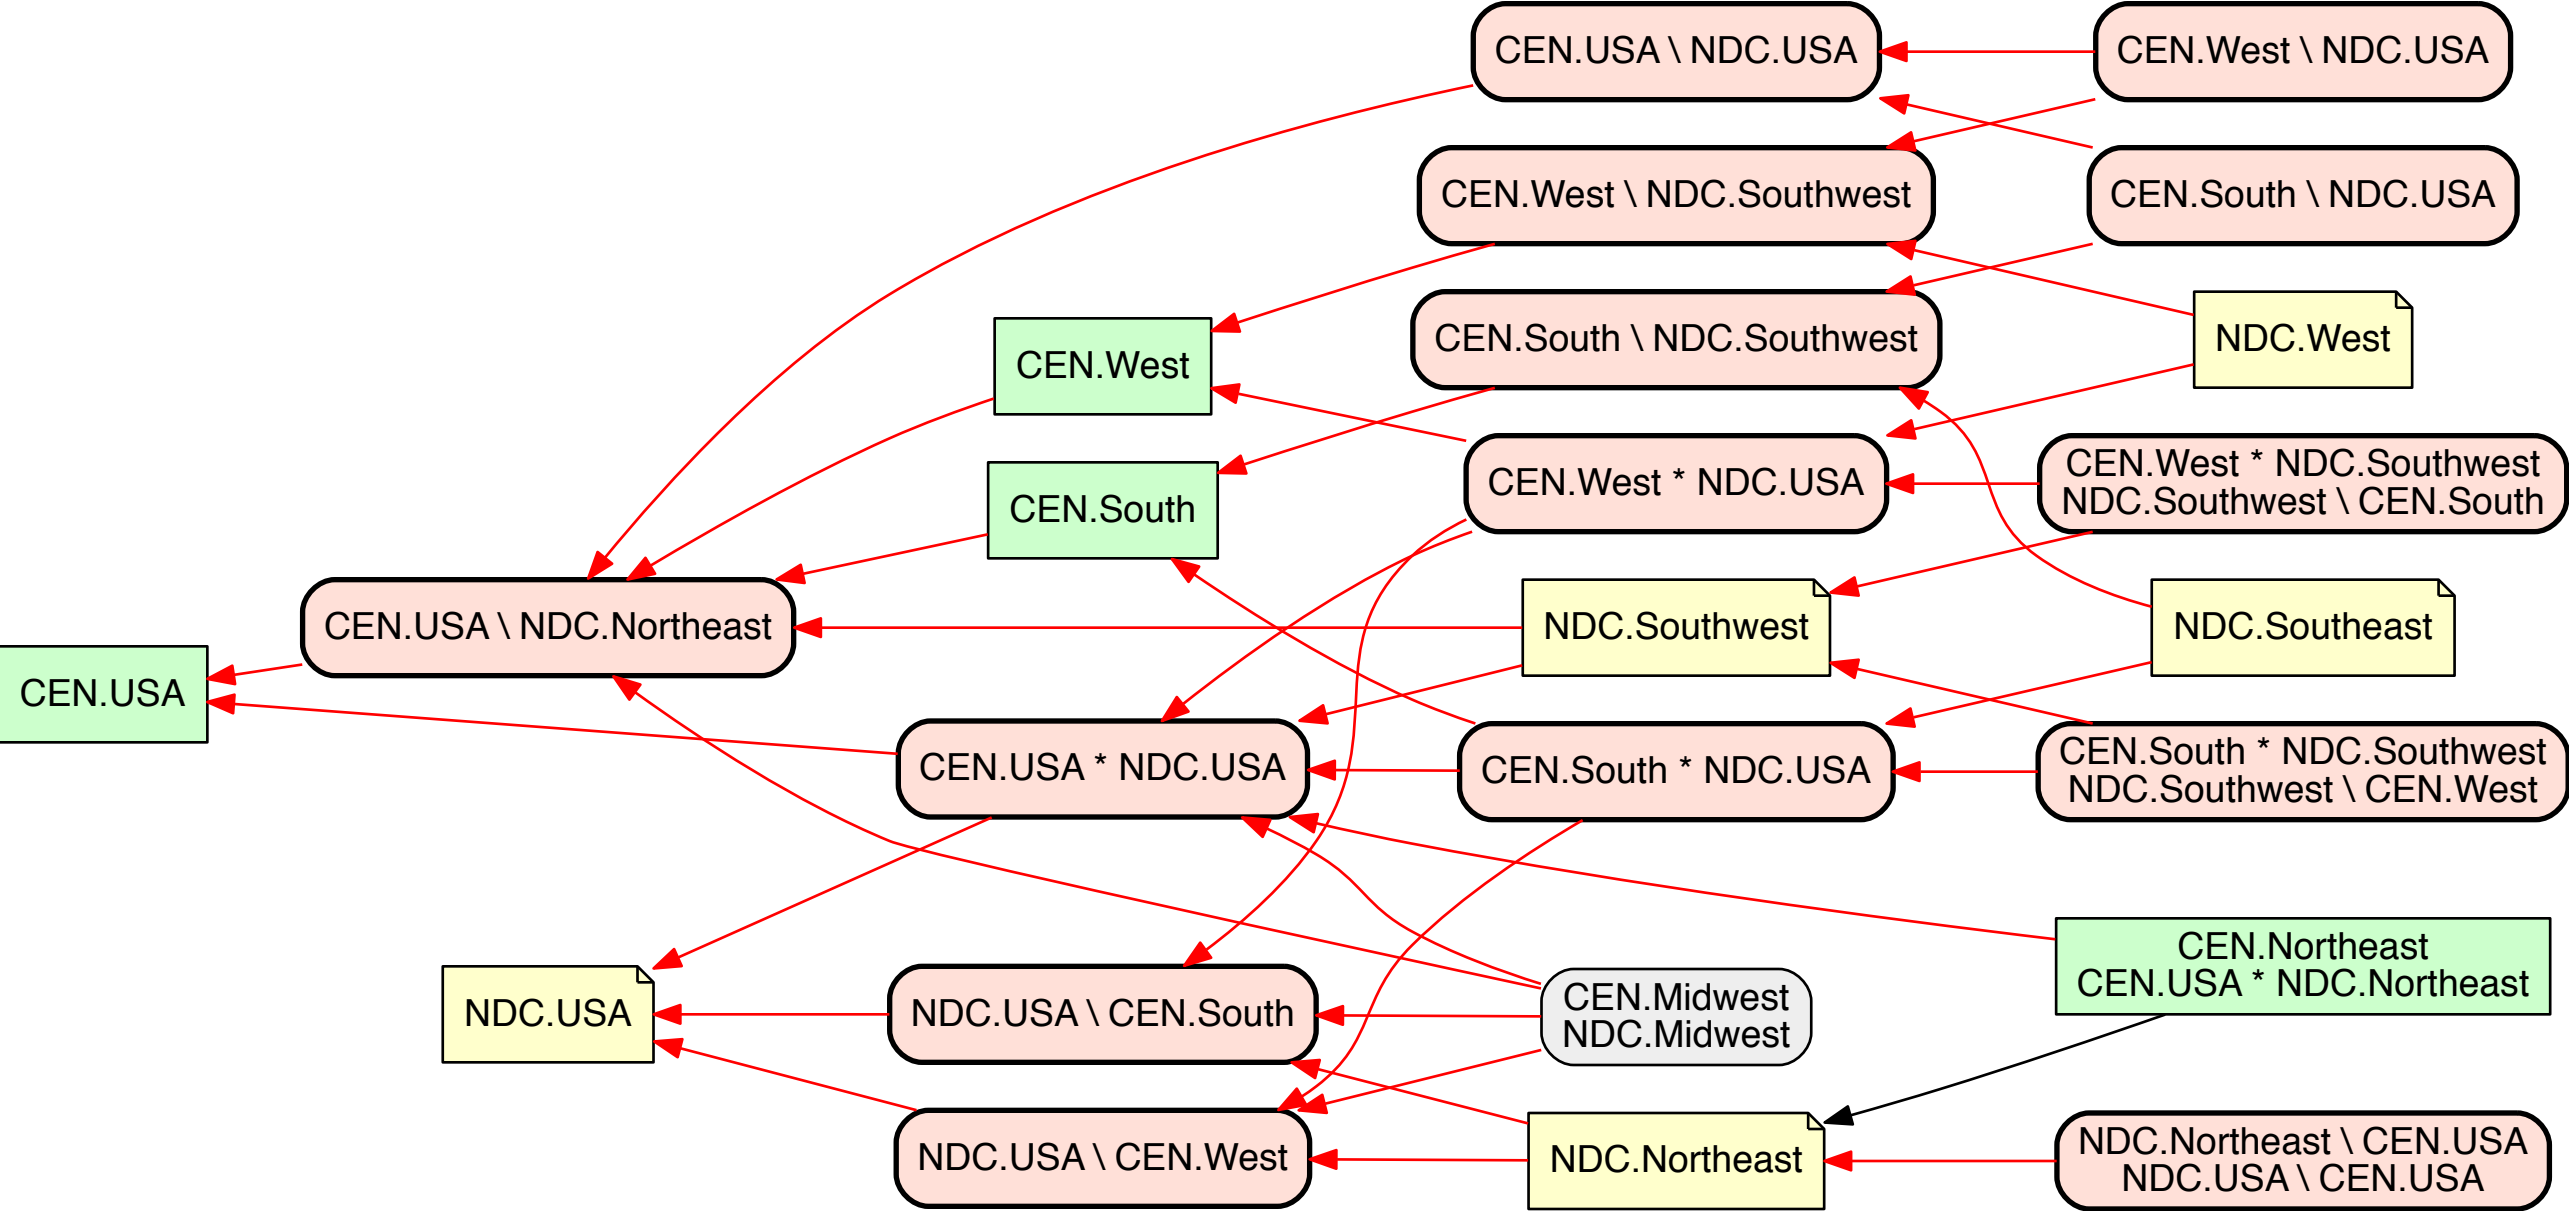 CEN.USA \ NDC.USA
CEN.West \ NDC.USA
CEN.West \ NDC.Southwest
CEN.South \ NDC.USA
CEN.South \ NDC.Southwest
NDC.West
CEN.West
CEN.West * NDC.USA
CEN.West * NDC.Southwest
NDC.Southwest \ CEN.South
CEN.South
CEN.USA \ NDC.Northeast
NDC.Southwest
NDC.Southeast
CEN.USA
CEN.USA * NDC.USA
CEN.South * NDC.USA
CEN.South * NDC.Southwest
NDC.Southwest \ CEN.West
CEN.Northeast
CEN.USA * NDC.Northeast
NDC.USA
NDC.USA \ CEN.South
CEN.Midwest
NDC.Midwest
NDC.USA \ CEN.West
NDC.Northeast
NDC.Northeast \ CEN.USA
NDC.USA \ CEN.USA